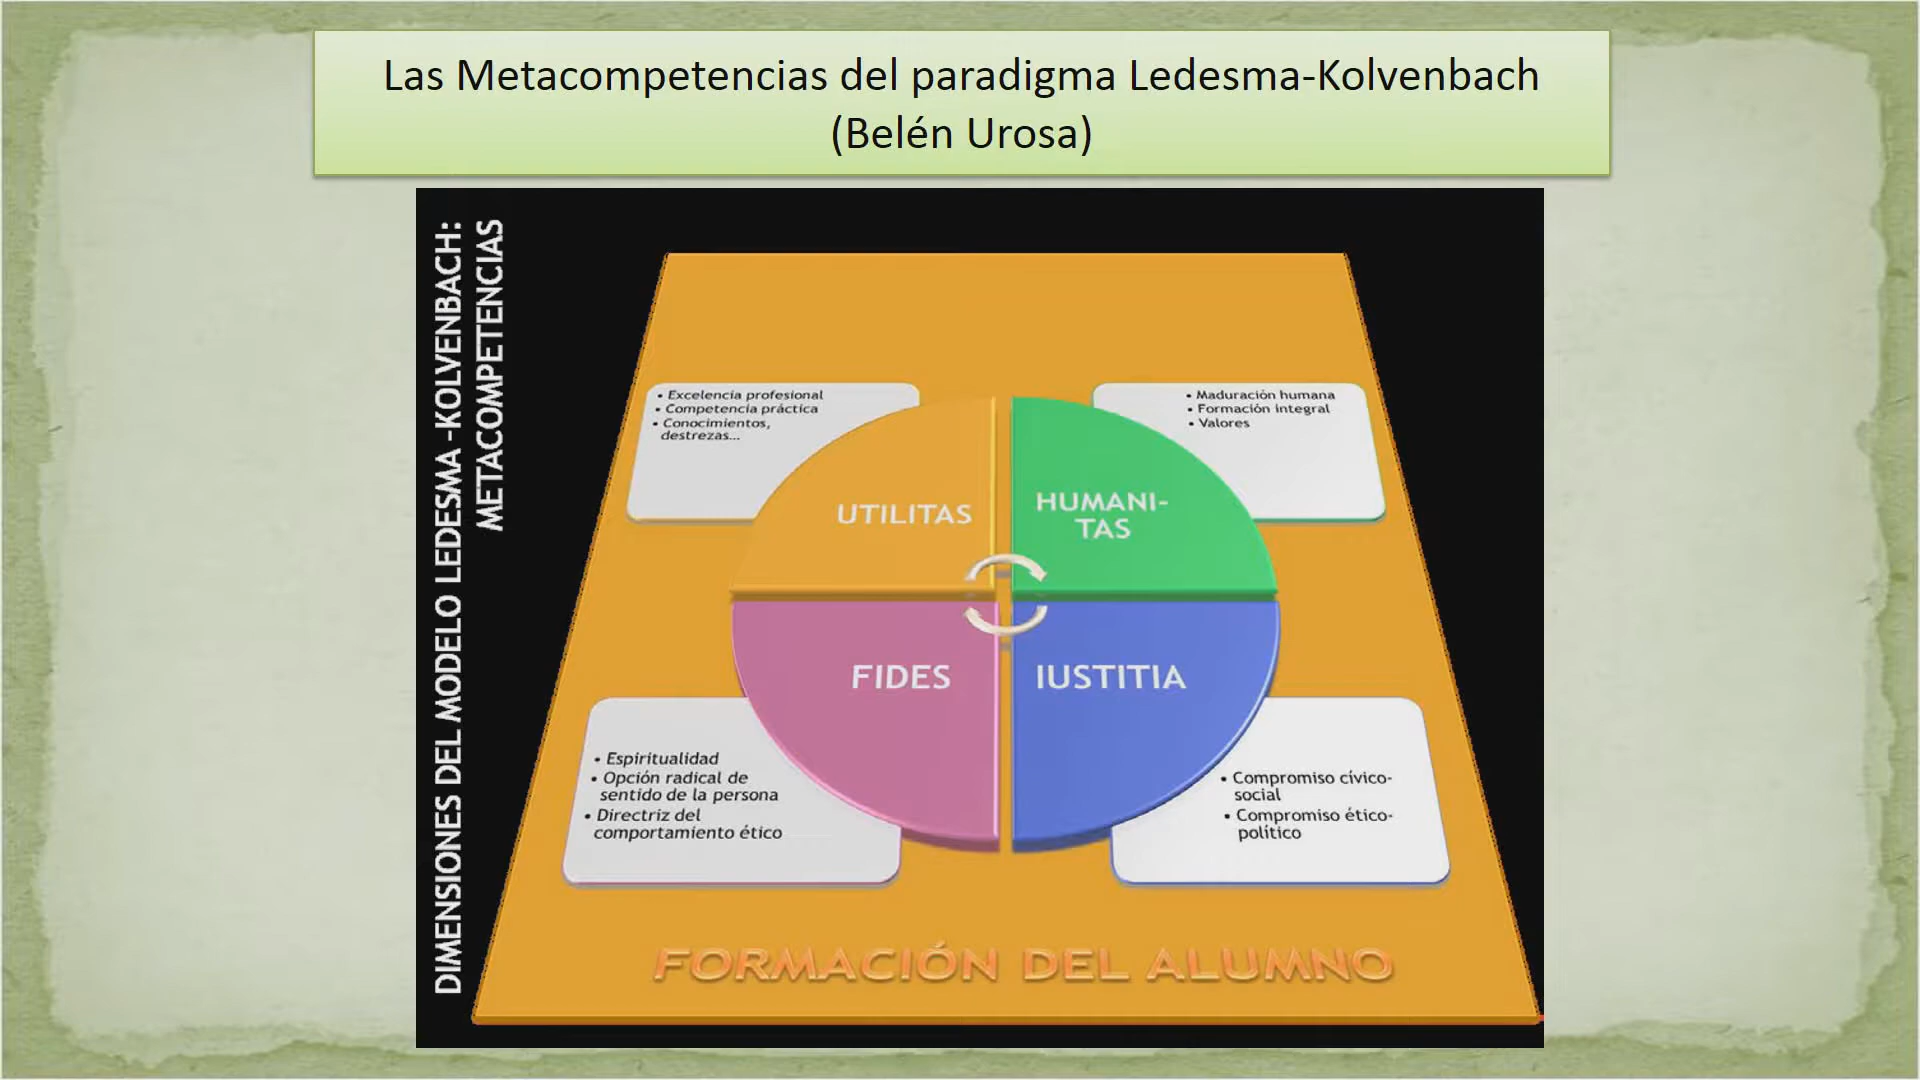 Las Metacompetencias del paradigma Ledesma-Kolvenbach
(Belén Urosa)
DIMENSIONES DEL MODELO LEDESMA -KOLVENBACH:
METACOMPETENCIAS
• Excelencia profesional
• Competencia práctica
• Conocimientos,
destrezas...
• Maduración humana
• Formación integral
• Valores
UTILITAS
HUMANI-
TAS
FIDES
IUSTITIA
• Espiritualidad
• Opción radical de
sentido de la persona
• Directriz del
comportamiento ético
• Compromiso cívico-
social
• Compromiso ético-
político
FORMACIÓN DEL ALUMNO